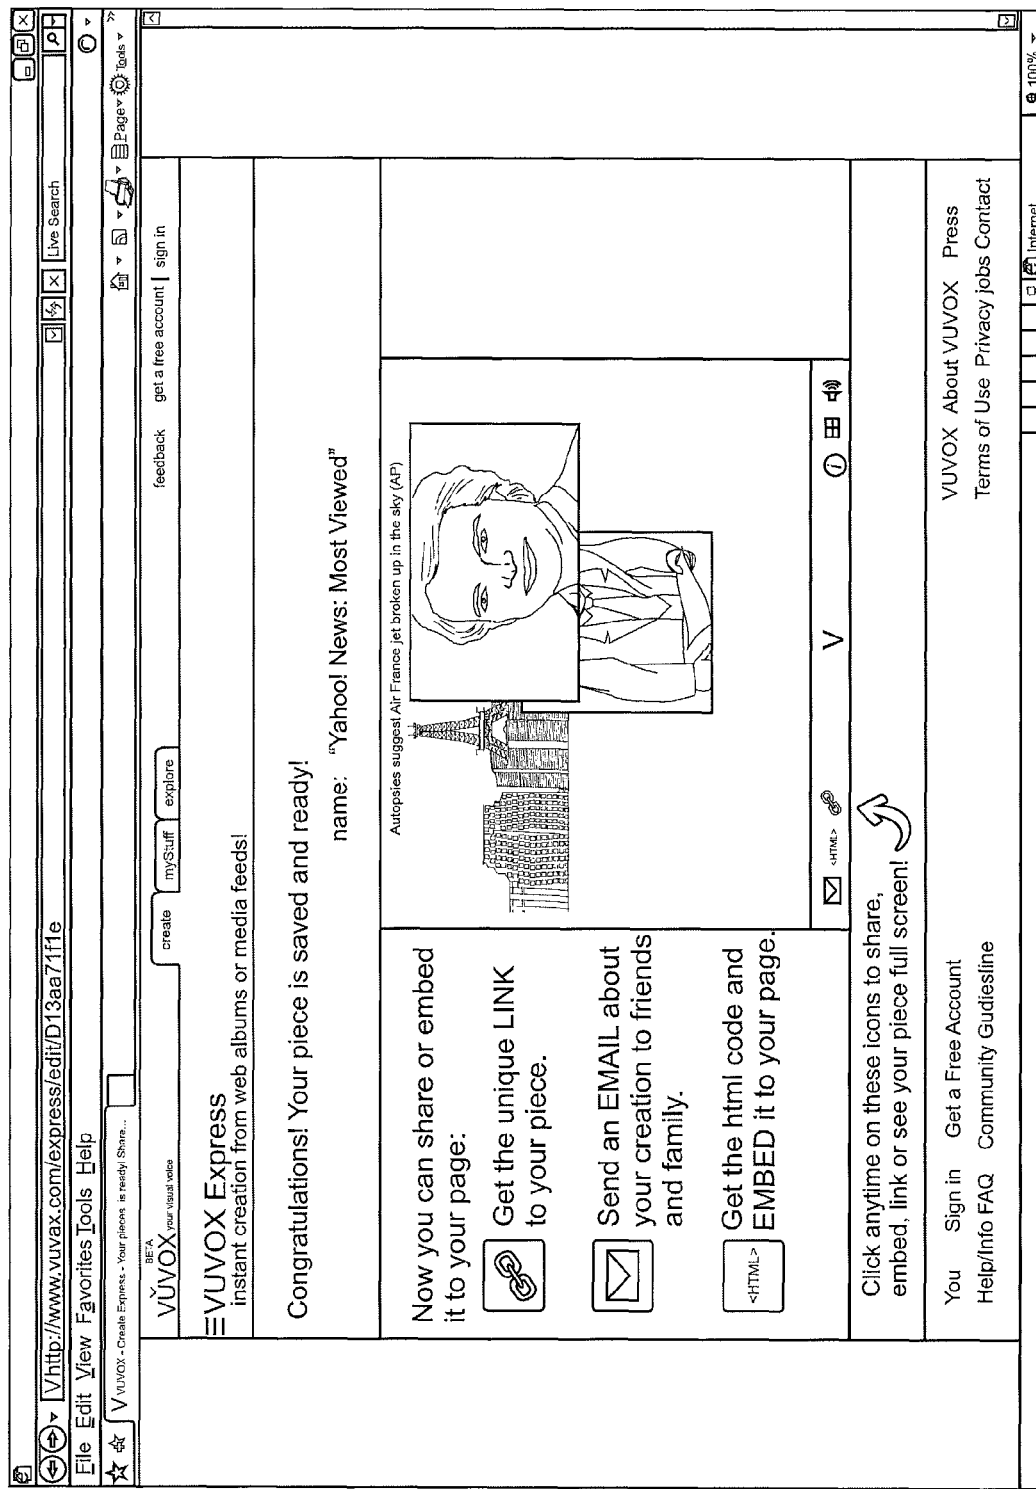 Vhttp://www.vuvax.com/express/edit/D13aa71f1e
Live Search
File Edit View Favorites Tools Help
V VUVOX - Create Express - Your pieces is ready! Share...
Page Tools
»
BETA
VUVOX your visual voice
create myStuff explore
feedback get a free account | sign in
VUVOX Express
instant creation from web albums or media feeds!
Congratulations! Your piece is saved and ready!
name: "Yahoo! News: Most Viewed"
Now you can share or embed
it to your page:
Get the unique LINK
to your piece.
Send an EMAIL about
your creation to friends
and family.
<HTML>
Get the html code and
EMBED it to your page.
Autopsies suggest Air France jet broken up in the sky (AP)
<HTML>
V
i
Click anytime on these icons to share,
embed, link or see your piece full screen!
You Sign in Get a Free Account
Help/Info FAQ Community Gudiesline
VUVOX About VUVOX Press
Terms of Use Privacy jobs Contact
Internet
100%